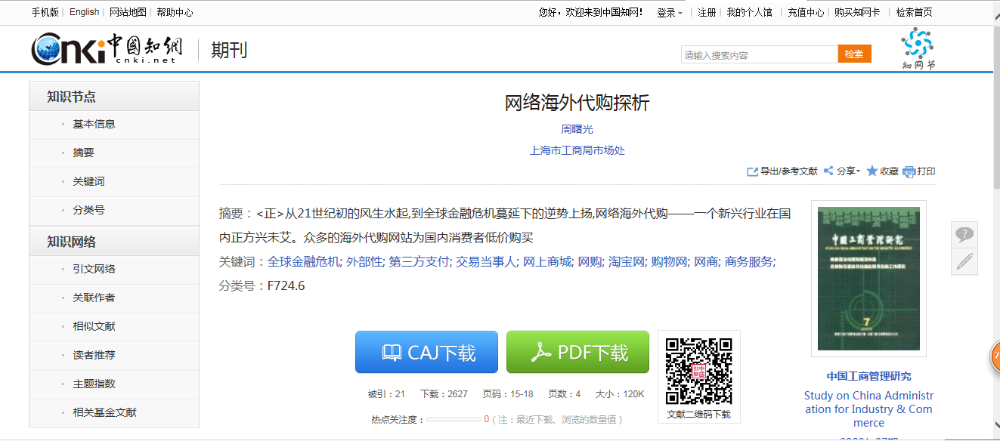 手机版 | English | 网站地图 | 帮助中心
您好，欢迎来到中国知网！ 登录 | 注册 | 我的个人馆 | 充值中心 | 购买知网卡 | 检索首页
cnki 中国知網
cnki.net
期刊
请输入搜索内容
检索
知网节
知识节点
基本信息
摘要
关键词
分类号
知识网络
引文网络
关联作者
相似文献
读者推荐
主题指数
相关基金文献
网络海外代购探析
周曙光
上海市工商局市场处
导出/参考文献 分享 收藏 打印
摘要：<正>从21世纪初的风生水起,到全球金融危机蔓延下的逆势上扬,网络海外代购——一个新兴行业在国
内正方兴未艾。众多的海外代购网站为国内消费者低价购买
关键词：全球金融危机; 外部性; 第三方支付; 交易当事人; 网上商城; 网购; 淘宝网; 购物网; 网商; 商务服务;
分类号：F724.6
CAJ下载
PDF下载
被引：21 下载：2627 页码：15-18 页数：4 大小：120K
热点关注度： 0 ( 注：最近下载、浏览的数量值 )
文献二维码下载
中国工商管理研究
7
中国工商管理研究
Study on China Administr
ation for Industry & Com
merce
?
7